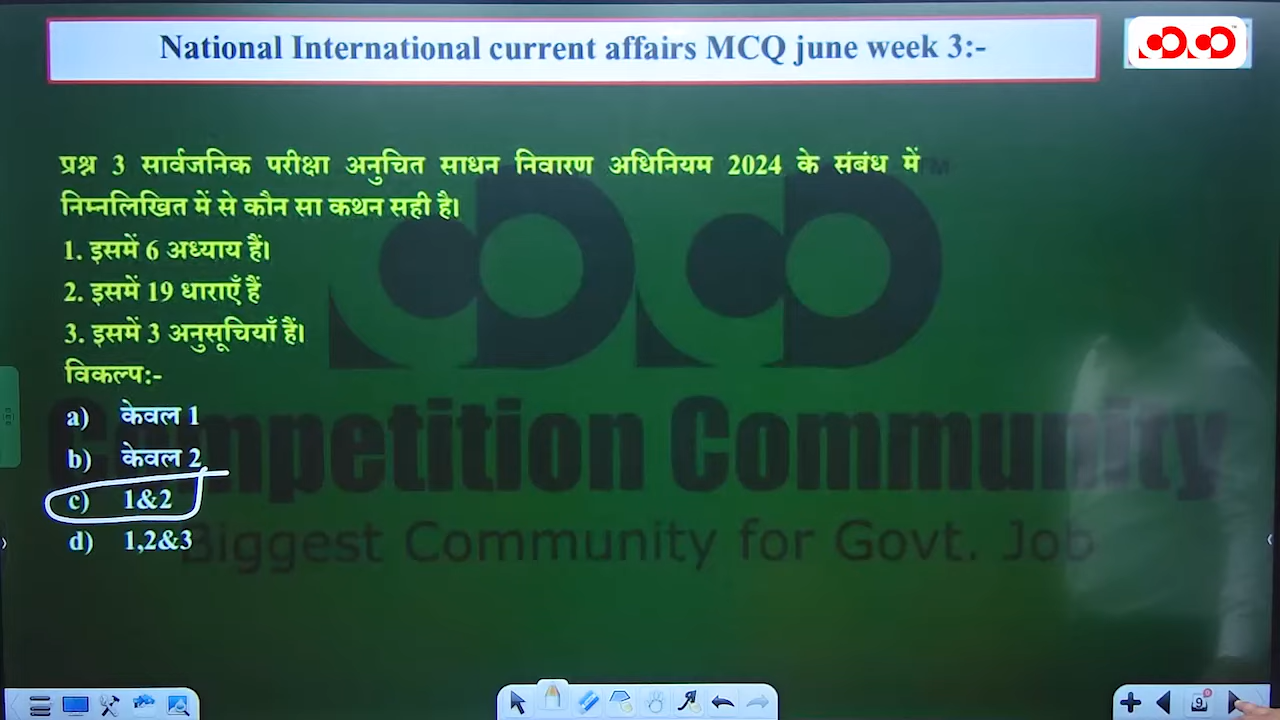 National International current affairs MCQ june week 3:-
प्रश्न 3 सार्वजनिक परीक्षा अनुचित साधन निवारण अधिनियम 2024 के संबंध में
निम्नलिखित में से कौन सा कथन सही है।
1. इसमें 6 अध्याय हैं।
2. इसमें 19 धाराएँ हैं
3. इसमें 3 अनुसूचियाँ हैं।
विकल्प:-
a) केवल 1
b) केवल 2
c) 1&2
d) 1,2&3
Competition Community
Biggest Community for Govt. Job
TM
9